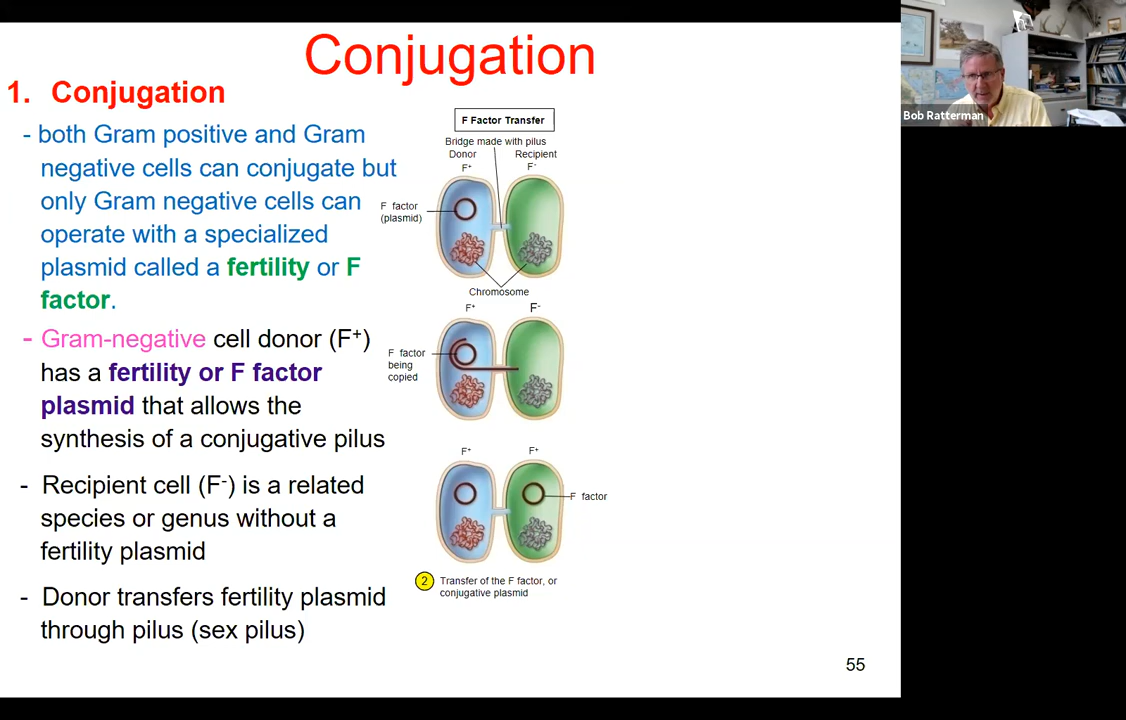 Conjugation
1. Conjugation
- both Gram positive and Gram
negative cells can conjugate but
only Gram negative cells can
operate with a specialized
plasmid called a fertility or F
factor.
- Gram-negative cell donor (F⁺)
has a fertility or F factor
plasmid that allows the
synthesis of a conjugative pilus
- Recipient cell (F⁻) is a related
species or genus without a
fertility plasmid
- Donor transfers fertility plasmid
through pilus (sex pilus)
F Factor Transfer
Bridge made with pilus
Donor Recipient
F⁺ F⁻
F factor
(plasmid)
Chromosome
F⁺ F⁻
F factor
being
copied
F⁺ F⁺
F factor
2 Transfer of the F factor, or
conjugative plasmid
55
Bob Ratterman